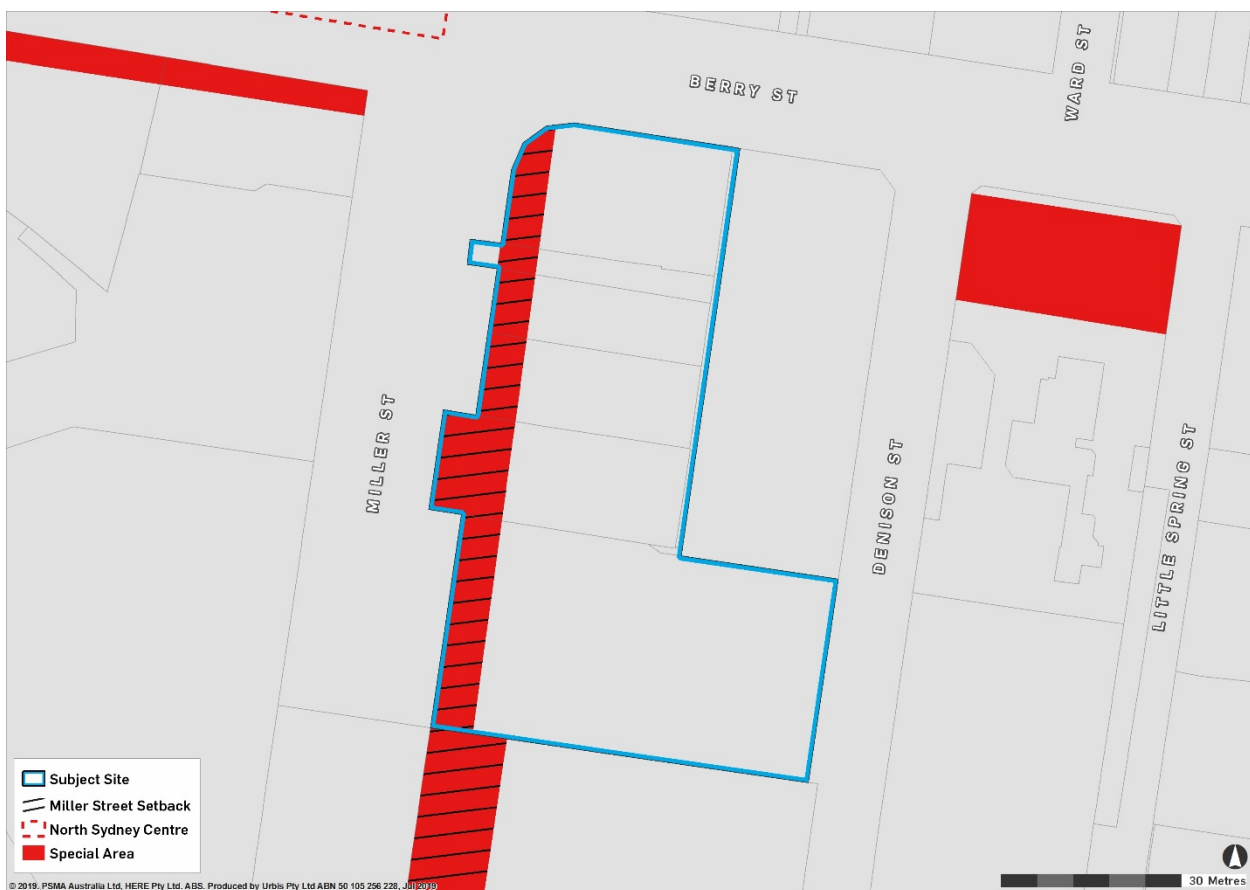 BERRY ST
WARD ST
MILLER ST
DENISON ST
LITTLE SPRING ST
Subject Site
Miller Street Setback
North Sydney Centre
Special Area
© 2019. PSMA Australia Ltd, HERE Pty Ltd. ABS. Produced by Urbis Pty Ltd ABN 50 105 256 228, Jul 2019
30 Metres